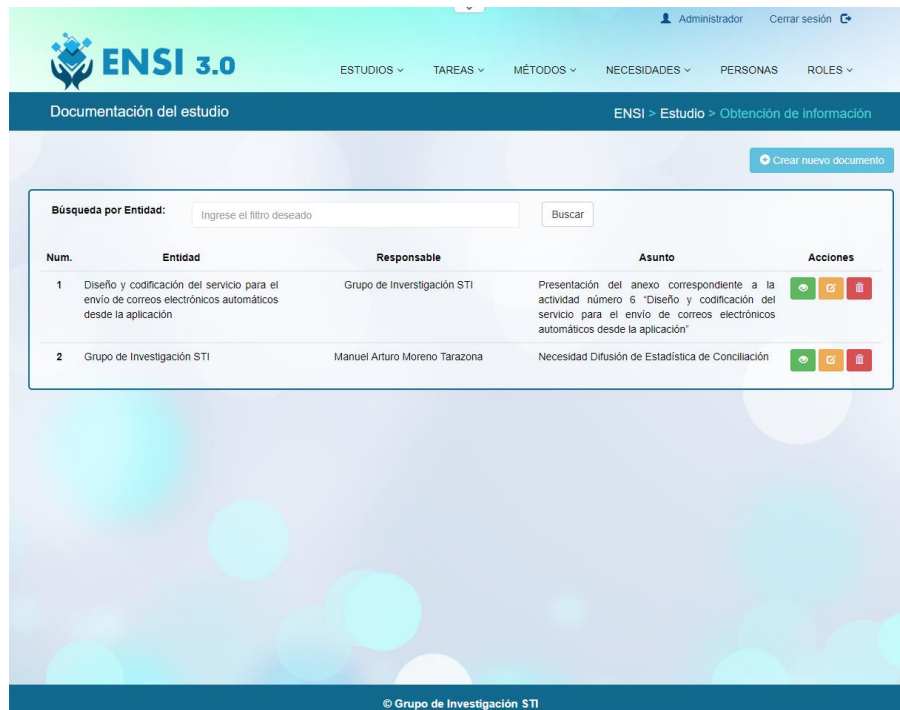 Administrador Cerrar sesión
ENSI 3.0
ESTUDIOS TAREAS MÉTODOS NECESIDADES PERSONAS ROLES
Documentación del estudio
ENSI > Estudio > Obtención de información
Crear nuevo documento
Búsqueda por Entidad: Ingrese el filtro deseado Buscar
Num. Entidad Responsable Asunto Acciones
1 Diseño y codificación del servicio para el Grupo de Inverstigación STI Presentación del anexo correspondiente a la
envío de correos electrónicos automáticos actividad número 6 "Diseño y codificación del
desde la aplicación servicio para el envío de correos electrónicos
automáticos desde la aplicación"
2 Grupo de Investigación STI Manuel Arturo Moreno Tarazona Necesidad Difusión de Estadística de Conciliación
© Grupo de Investigación STI